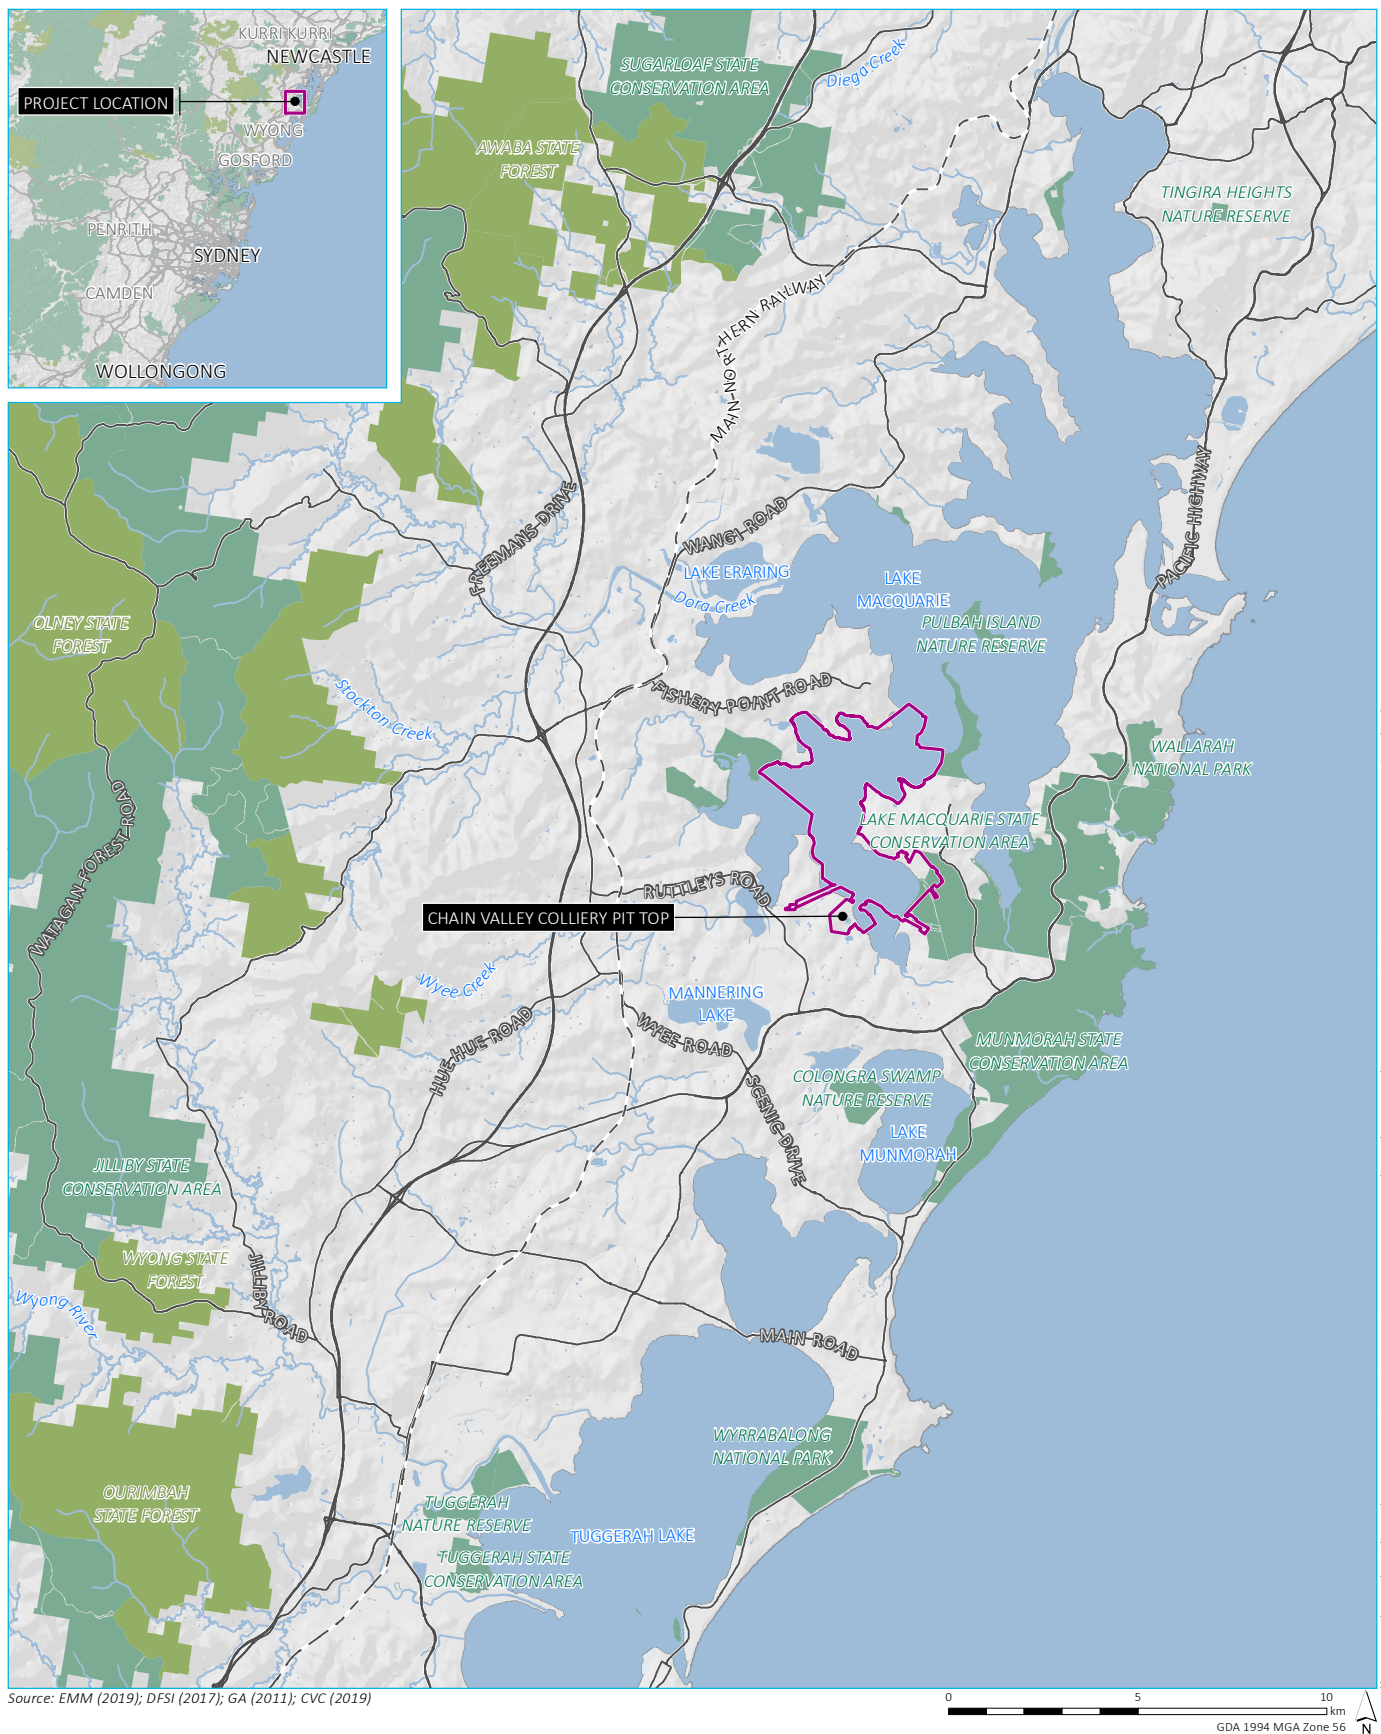 KURRI KURRI
NEWCASTLE
PROJECT LOCATION
WYONG
GOSFORD
PENRITH
SYDNEY
CAMDEN
WOLLONGONG
SUGARLOAF STATE
CONSERVATION AREA
Diega Creek
AWABA STATE
FOREST
TINGIRA HEIGHTS
NATURE RESERVE
MAIN NORTHERN RAILWAY
PACIFIC HIGHWAY
FREEMANS DRIVE
WANGI ROAD
LAKE ERARING
Dora Creek
LAKE
MACQUARIE
PULBAH ISLAND
NATURE RESERVE
OLNEY STATE
FOREST
Stockton Creek
FISHERY POINT ROAD
WALLARAH
NATIONAL PARK
WATAGAN FOREST ROAD
LAKE MACQUARIE STATE
CONSERVATION AREA
RUTTLEYS ROAD
CHAIN VALLEY COLLIERY PIT TOP
Wyee Creek
MANNERING
LAKE
HUE HUE ROAD
WYEE ROAD
MUNMORAH STATE
CONSERVATION AREA
COLONGRA SWAMP
NATURE RESERVE
SCENIC DRIVE
LAKE
MUNMORAH
JILLIBY STATE
CONSERVATION AREA
WYONG STATE
FOREST
JILLIBY ROAD
Wyong River
MAIN ROAD
WYRRABALONG
NATIONAL PARK
OURIMBAH
STATE FOREST
TUGGERAH
NATURE RESERVE
TUGGERAH LAKE
TUGGERAH STATE
CONSERVATION AREA
Source: EMM (2019); DFSI (2017); GA (2011); CVC (2019)
0 5 10
km
GDA 1994 MGA Zone 56
N